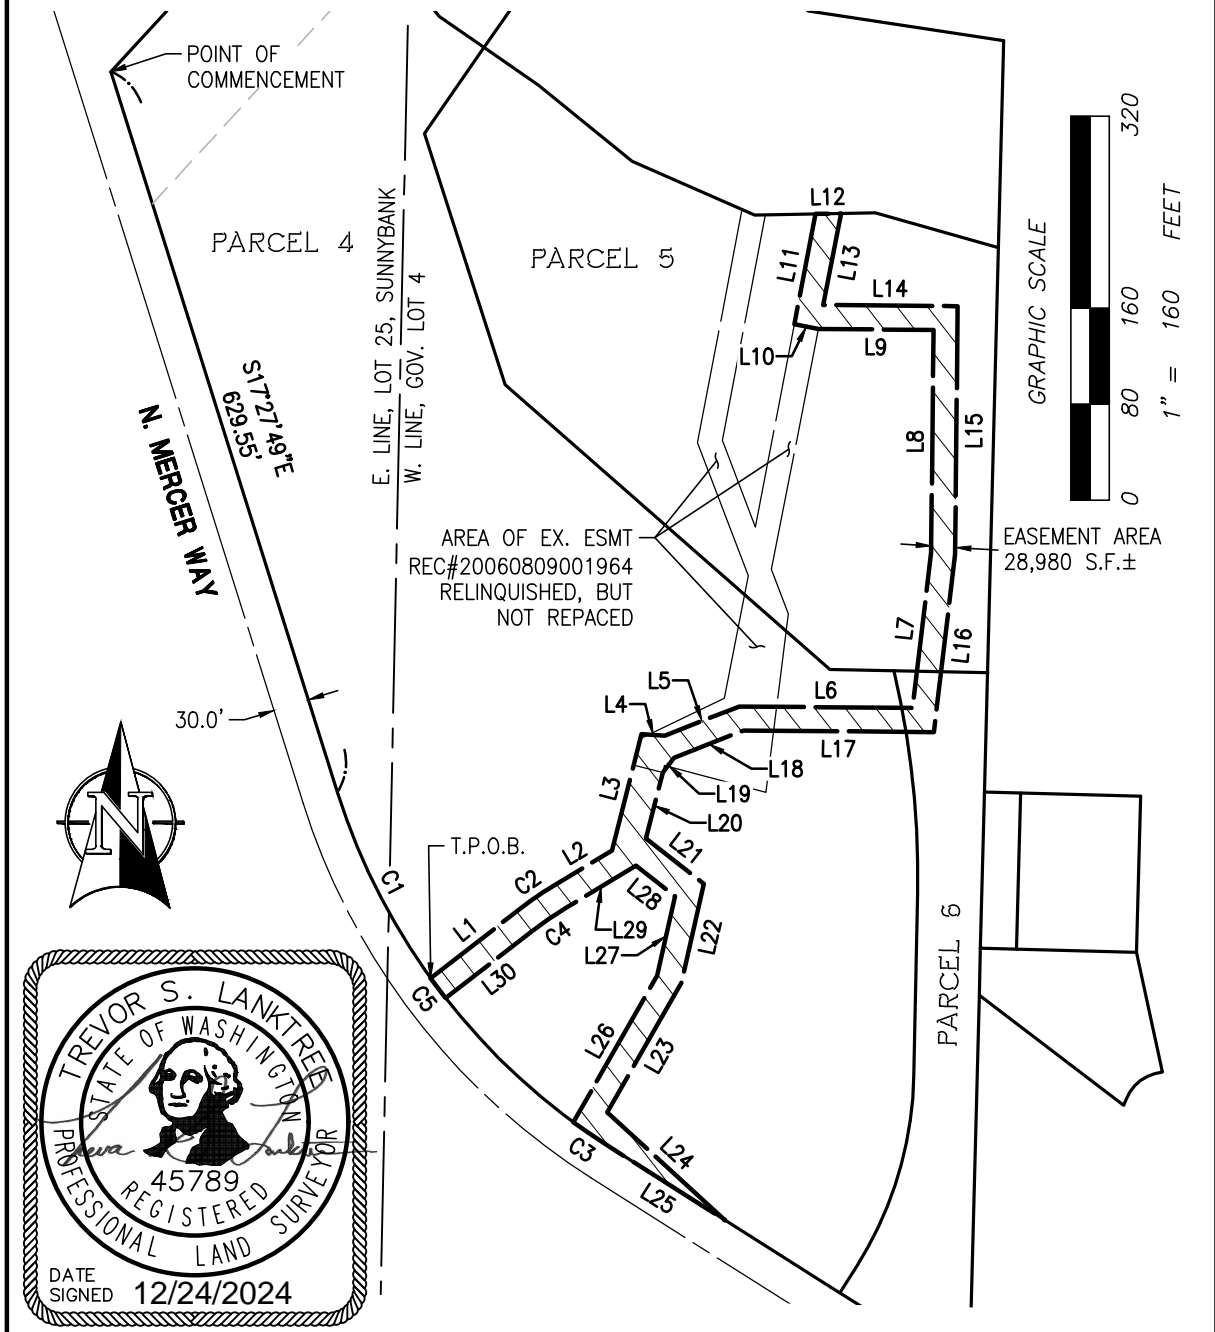 POINT OF
COMMENCEMENT
L12
PARCEL 4
PARCEL 5
L11
L13
L14
L10
L9
E. LINE, LOT 25, SUNNYBANK
W. LINE, GOV. LOT 4
S17°27'49"E
629.55'
N. MERCER WAY
L8
L15
GRAPHIC SCALE
0
80
160
320
1" = 160 FEET
AREA OF EX. ESMT
REC#20060809001964
RELINQUISHED, BUT
NOT REPACED
EASEMENT AREA
28,980 S.F.±
L7
L16
L5
L4
L6
L17
30.0'
L18
L19
L3
L20
N
T.P.O.B.
L2
L21
C1
C2
L28
L1
C4
L29
L22
L27
L30
C5
PARCEL 6
L26
L23
C3
L24
L25
TREVOR S. LANKTREE
STATE OF WASHINGTON
45789
REGISTERED
PROFESSIONAL LAND SURVEYOR
DATE
SIGNED 12/24/2024